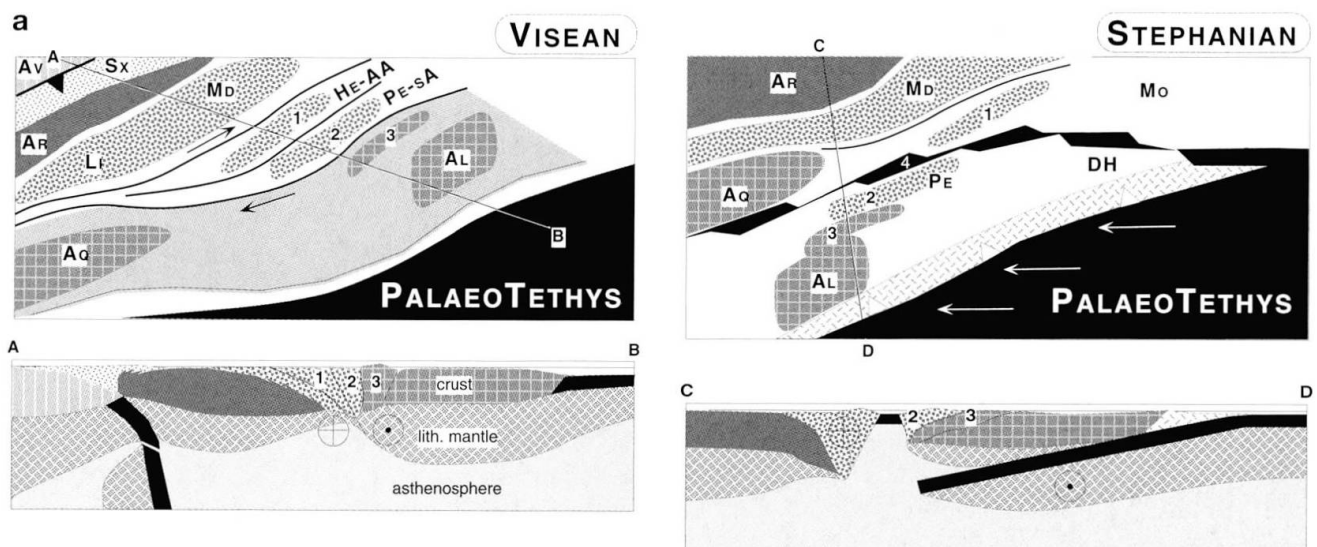 a
VISEAN
A
AV
SX
MD
HE-AA
PE-SA
1
2
3
AR
LI
AL
AQ
B
PALAEOTETHYS
A
B
1 2 3 crust
lith. mantle
asthenosphere
STEPHANIAN
C
AR
MD
MO
1
4
DH
PE
AQ
2
3
AL
PALAEOTETHYS
D
C
D
2 3